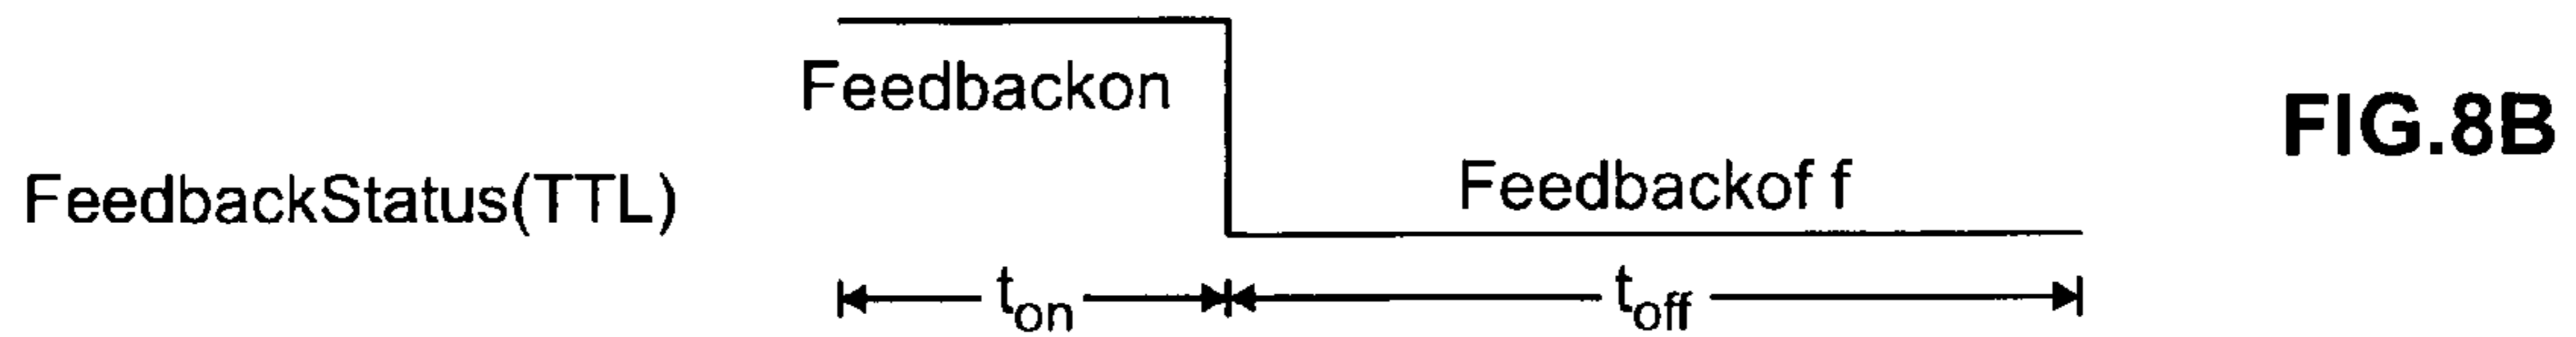 Feedbackon
FIG.8B
FeedbackStatus(TTL)
Feedbackof f
ton
toff